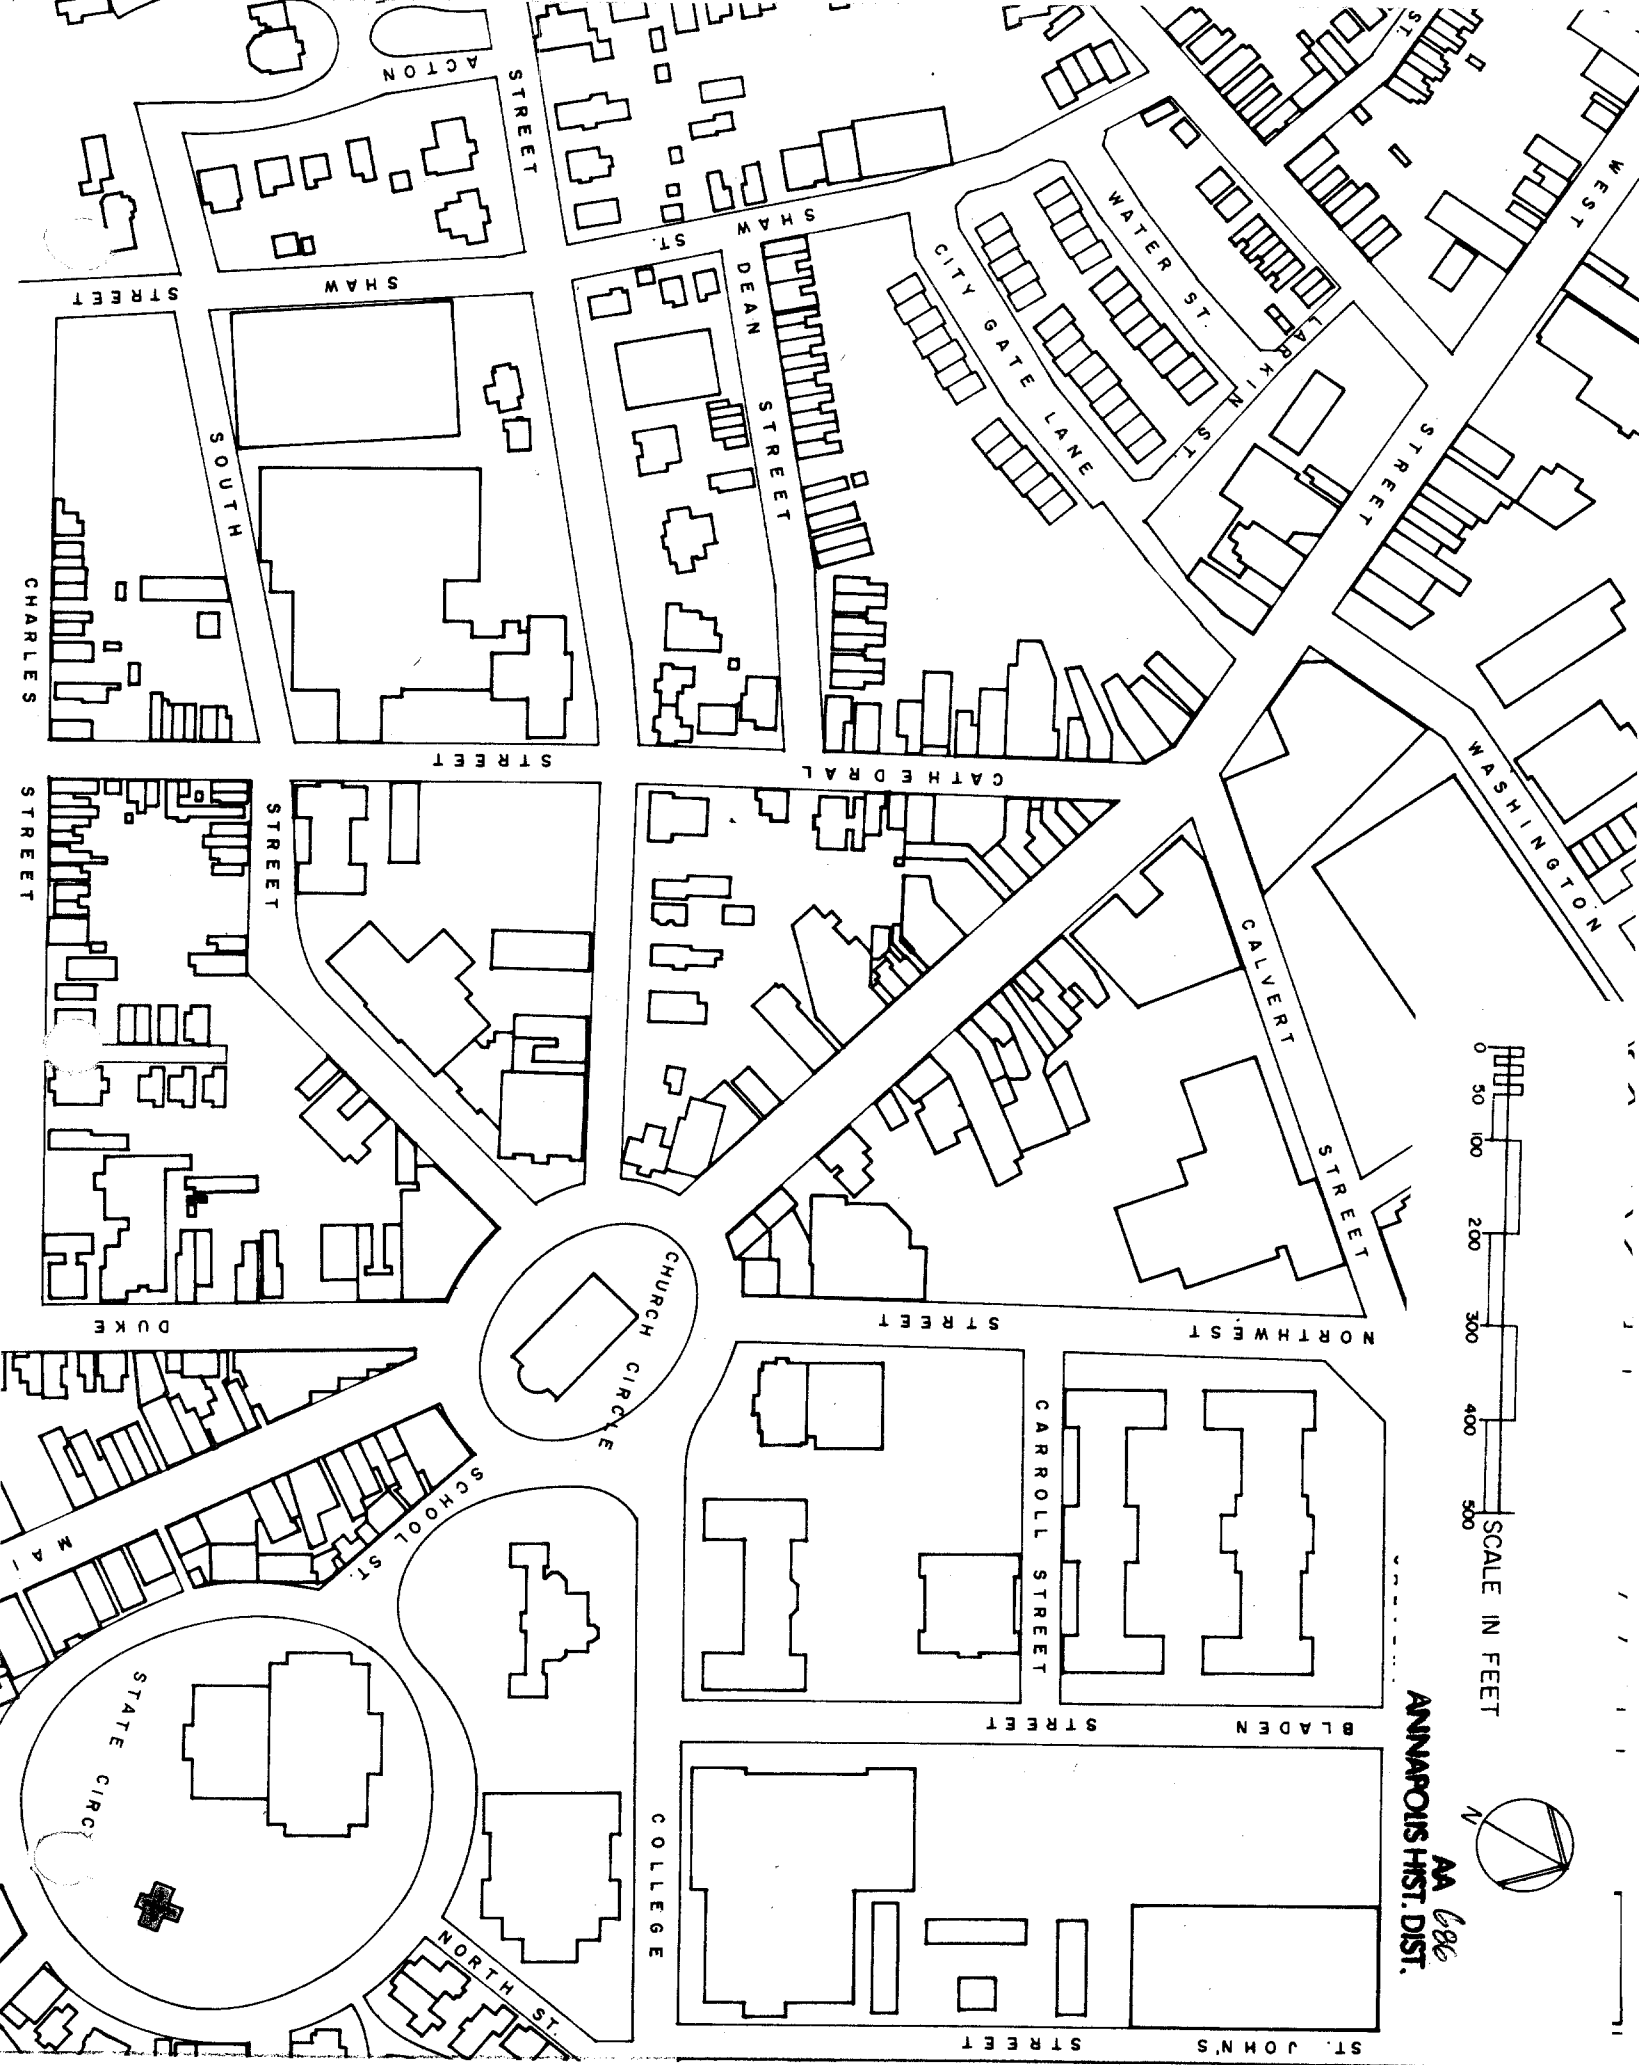 ACTON
STREET
ST.
WEST
STREET
SHAW
SHAW ST.
STREET
DEAN
STREET
CITY GATE LANE
WATER ST.
LARKIN ST.
SOUTH
STREET
CHARLES
STREET
CATHEDRAL
STREET
WASHINGTON
CALVERT
STREET
CHURCH CIRCLE
DUKE
NORTHWEST
STREET
CARROLL STREET
SCHOOL ST.
MAI
STATE CIRC
BLADEN
STREET
COLLEGE
NORTH ST.
ST. JOHN'S
STREET
0 50 100 200 300 400 500
SCALE IN FEET
N
AA 686
ANNAPOLIS HIST. DIST.